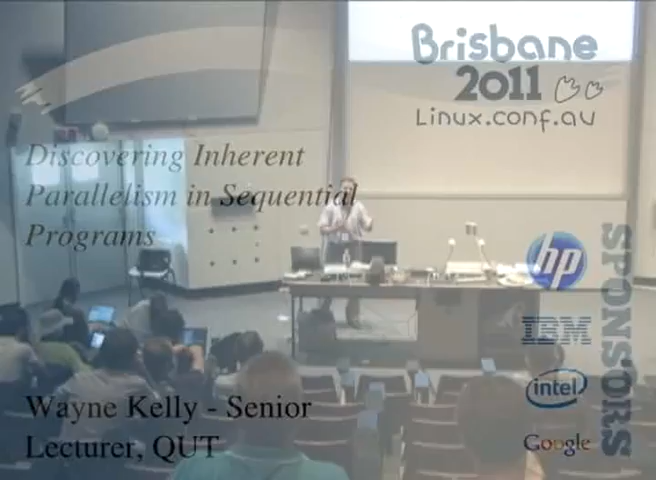 Brisbane
2011
Linux.conf.au
Discovering Inherent
Parallelism in Sequential
Programs
hp
IBM
intel
Google
SPONSORS
Wayne Kelly - Senior
Lecturer, QUT